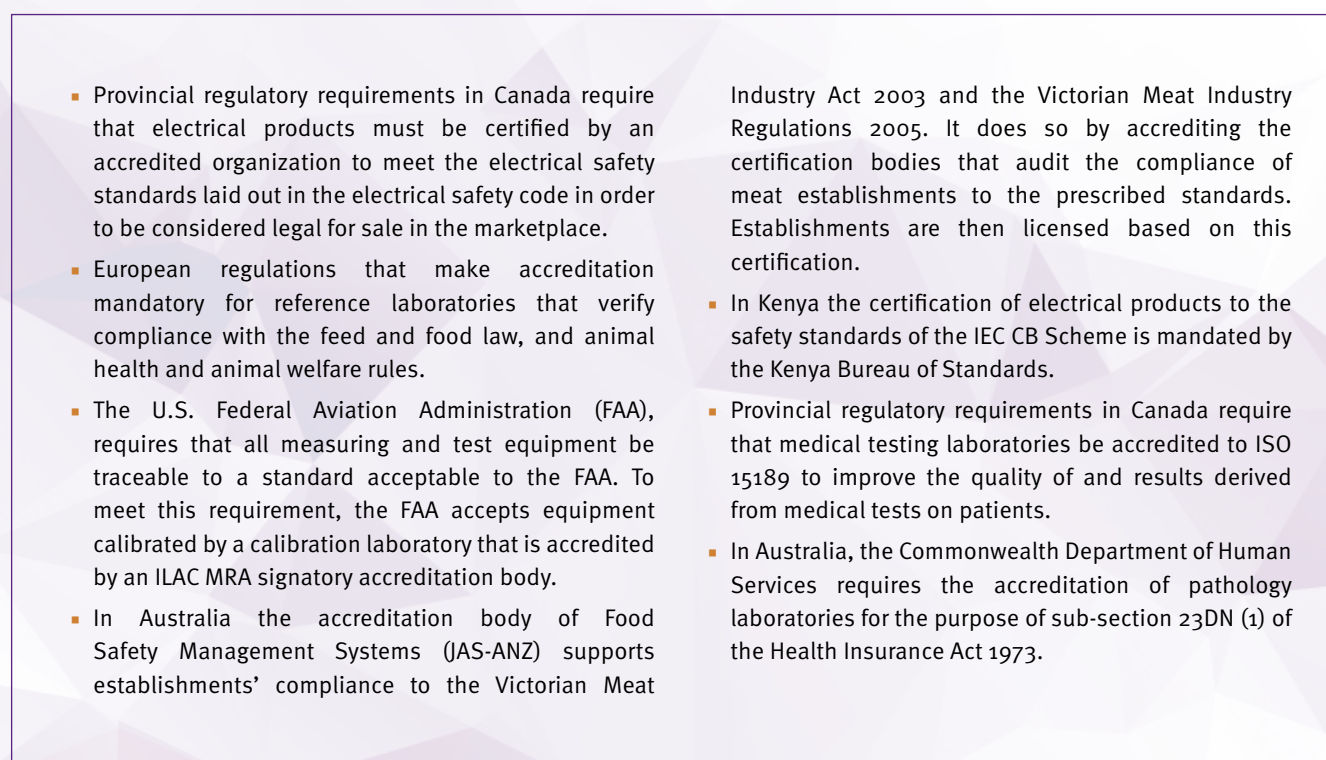 ▪ Provincial regulatory requirements in Canada require
that electrical products must be certified by an
accredited organization to meet the electrical safety
standards laid out in the electrical safety code in order
to be considered legal for sale in the marketplace.
▪ European regulations that make accreditation
mandatory for reference laboratories that verify
compliance with the feed and food law, and animal
health and animal welfare rules.
▪ The U.S. Federal Aviation Administration (FAA),
requires that all measuring and test equipment be
traceable to a standard acceptable to the FAA. To
meet this requirement, the FAA accepts equipment
calibrated by a calibration laboratory that is accredited
by an ILAC MRA signatory accreditation body.
▪ In Australia the accreditation body of Food
Safety Management Systems (JAS-ANZ) supports
establishments’ compliance to the Victorian Meat
Industry Act 2003 and the Victorian Meat Industry
Regulations 2005. It does so by accrediting the
certification bodies that audit the compliance of
meat establishments to the prescribed standards.
Establishments are then licensed based on this
certification.
▪ In Kenya the certification of electrical products to the
safety standards of the IEC CB Scheme is mandated by
the Kenya Bureau of Standards.
▪ Provincial regulatory requirements in Canada require
that medical testing laboratories be accredited to ISO
15189 to improve the quality of and results derived
from medical tests on patients.
▪ In Australia, the Commonwealth Department of Human
Services requires the accreditation of pathology
laboratories for the purpose of sub-section 23DN (1) of
the Health Insurance Act 1973.